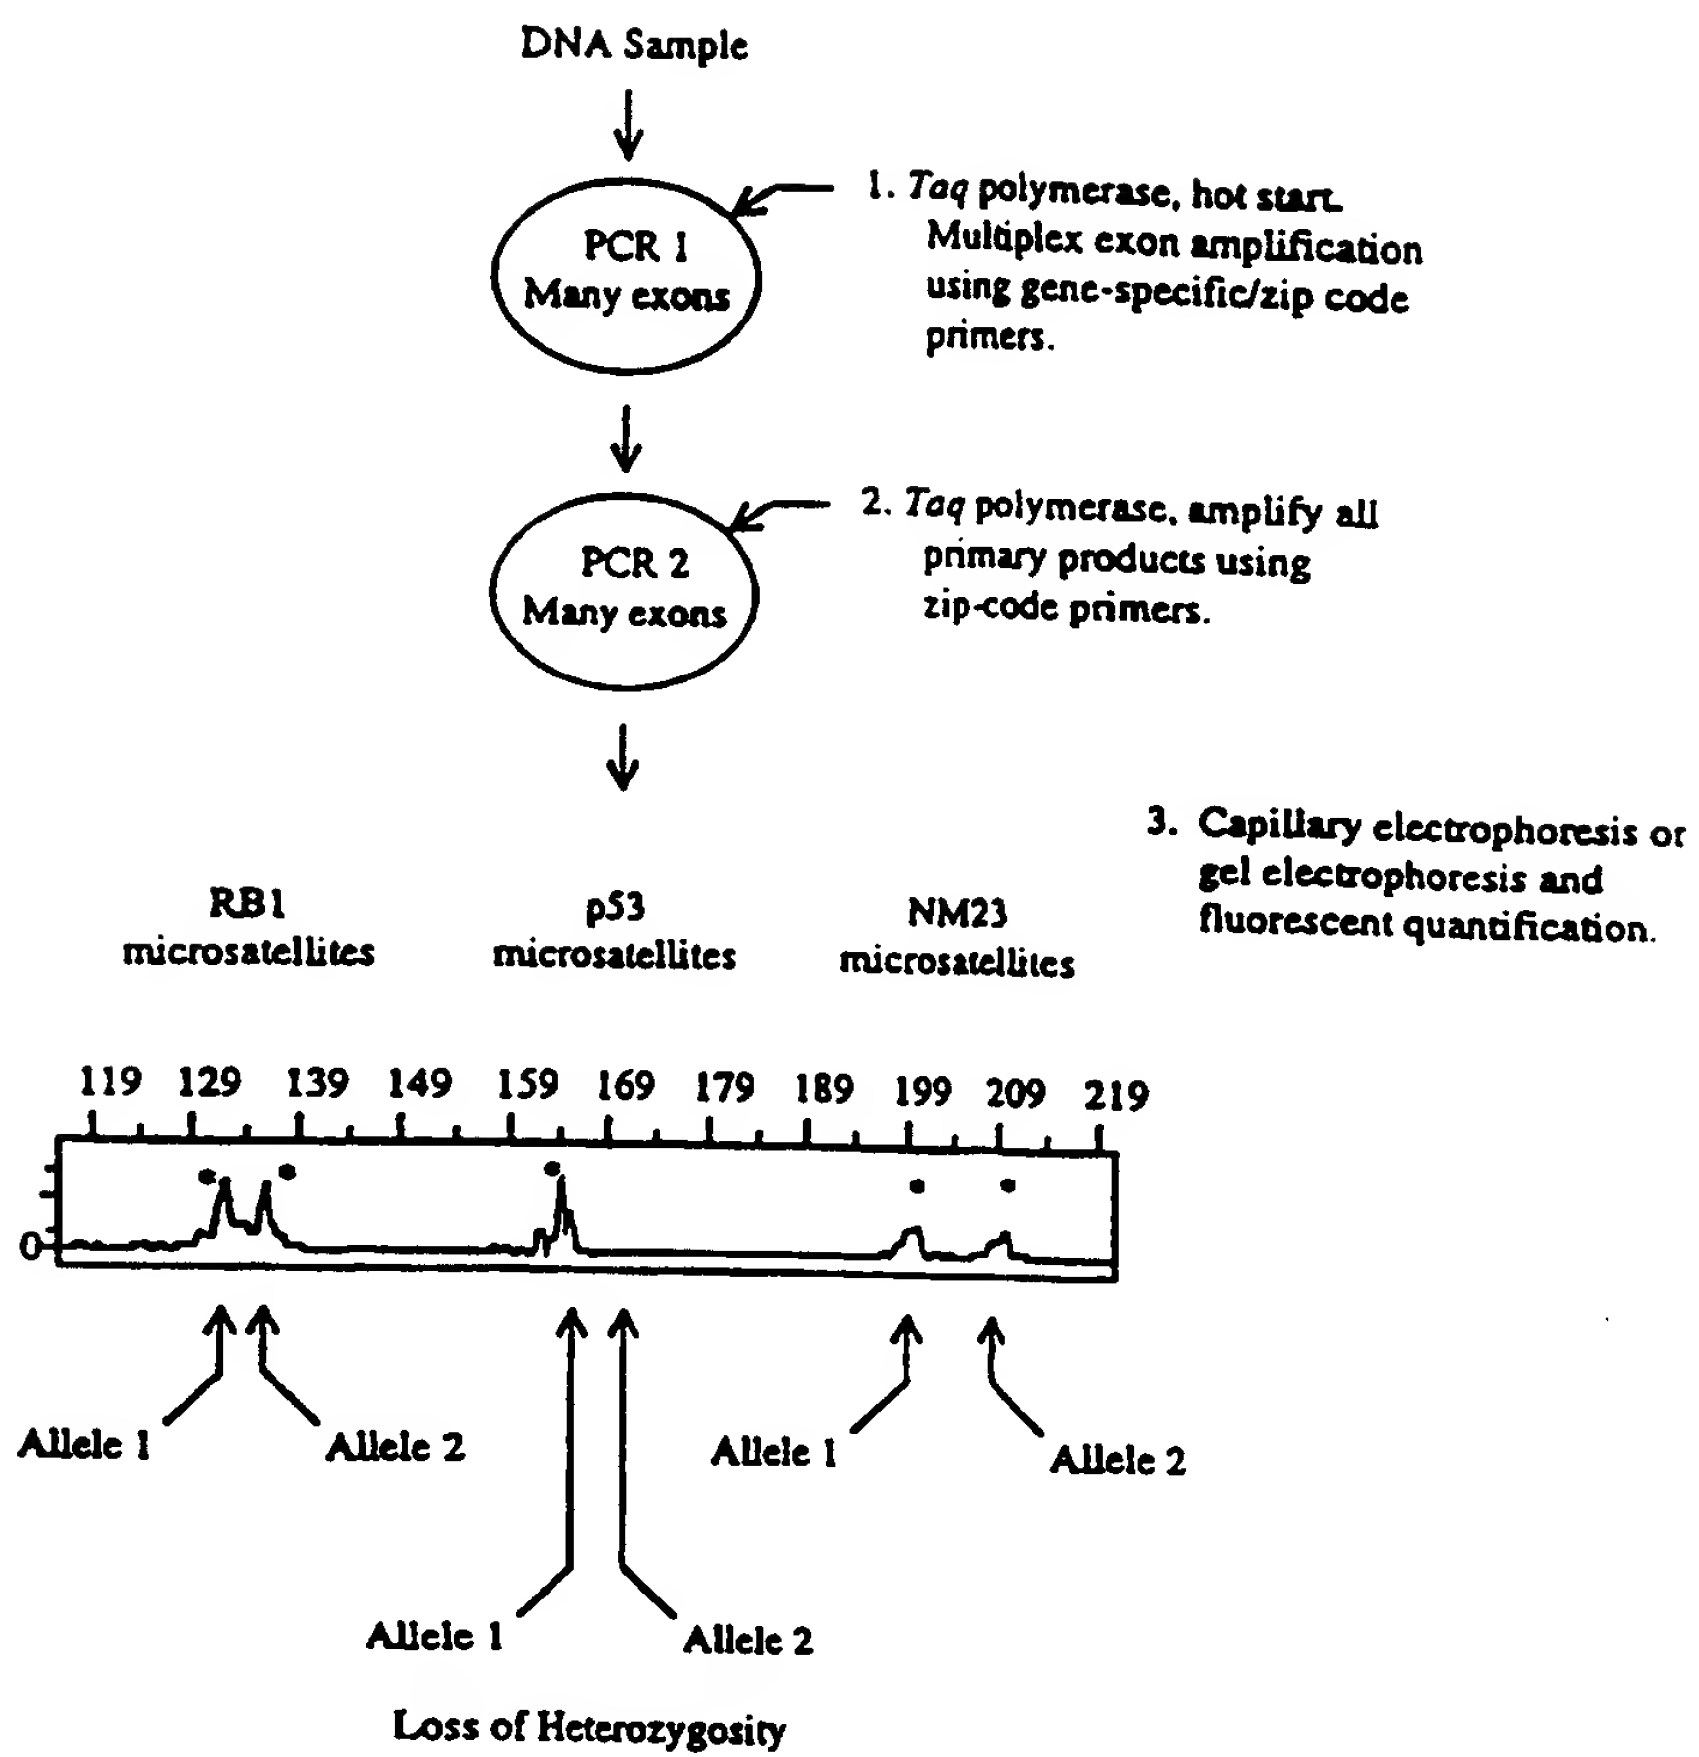 DNA Sample
PCR 1
Many exons
1. Taq polymerase, hot start.
Multiplex exon amplification
using gene-specific/zip code
primers.
PCR 2
Many exons
2. Taq polymerase, amplify all
primary products using
zip-code primers.
3. Capillary electrophoresis or
gel electrophoresis and
fluorescent quantification.
RB1
microsatellites
p53
microsatellites
NM23
microsatellites
119 129 139 149 159 169 179 189 199 209 219
0
Allele 1
Allele 2
Allele 1
Allele 2
Allele 1
Allele 2
Loss of Heterozygosity